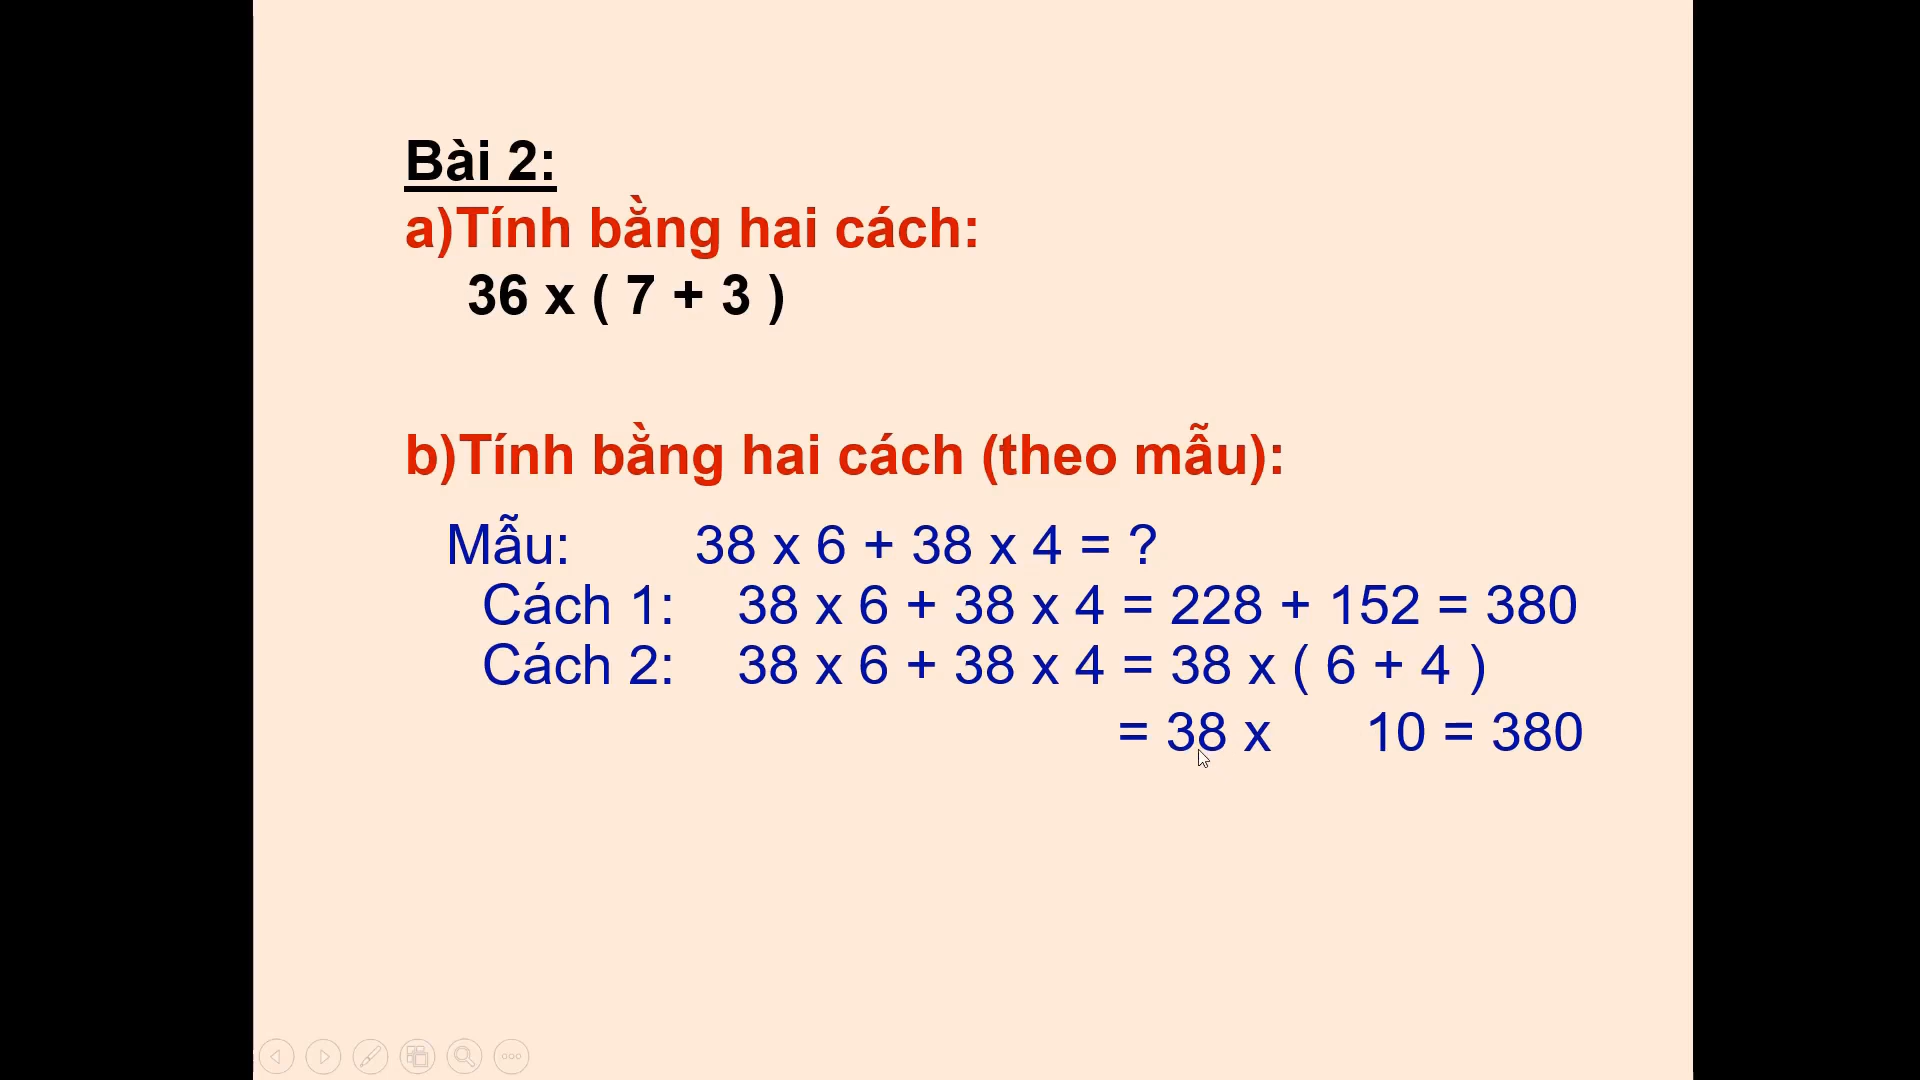 Bài 2:
a)Tính bằng hai cách:
36 x ( 7 + 3 )
b)Tính bằng hai cách (theo mẫu):
Mẫu: 38 x 6 + 38 x 4 = ?
Cách 1: 38 x 6 + 38 x 4 = 228 + 152 = 380
Cách 2: 38 x 6 + 38 x 4 = 38 x ( 6 + 4 )
= 38 x 10 = 380